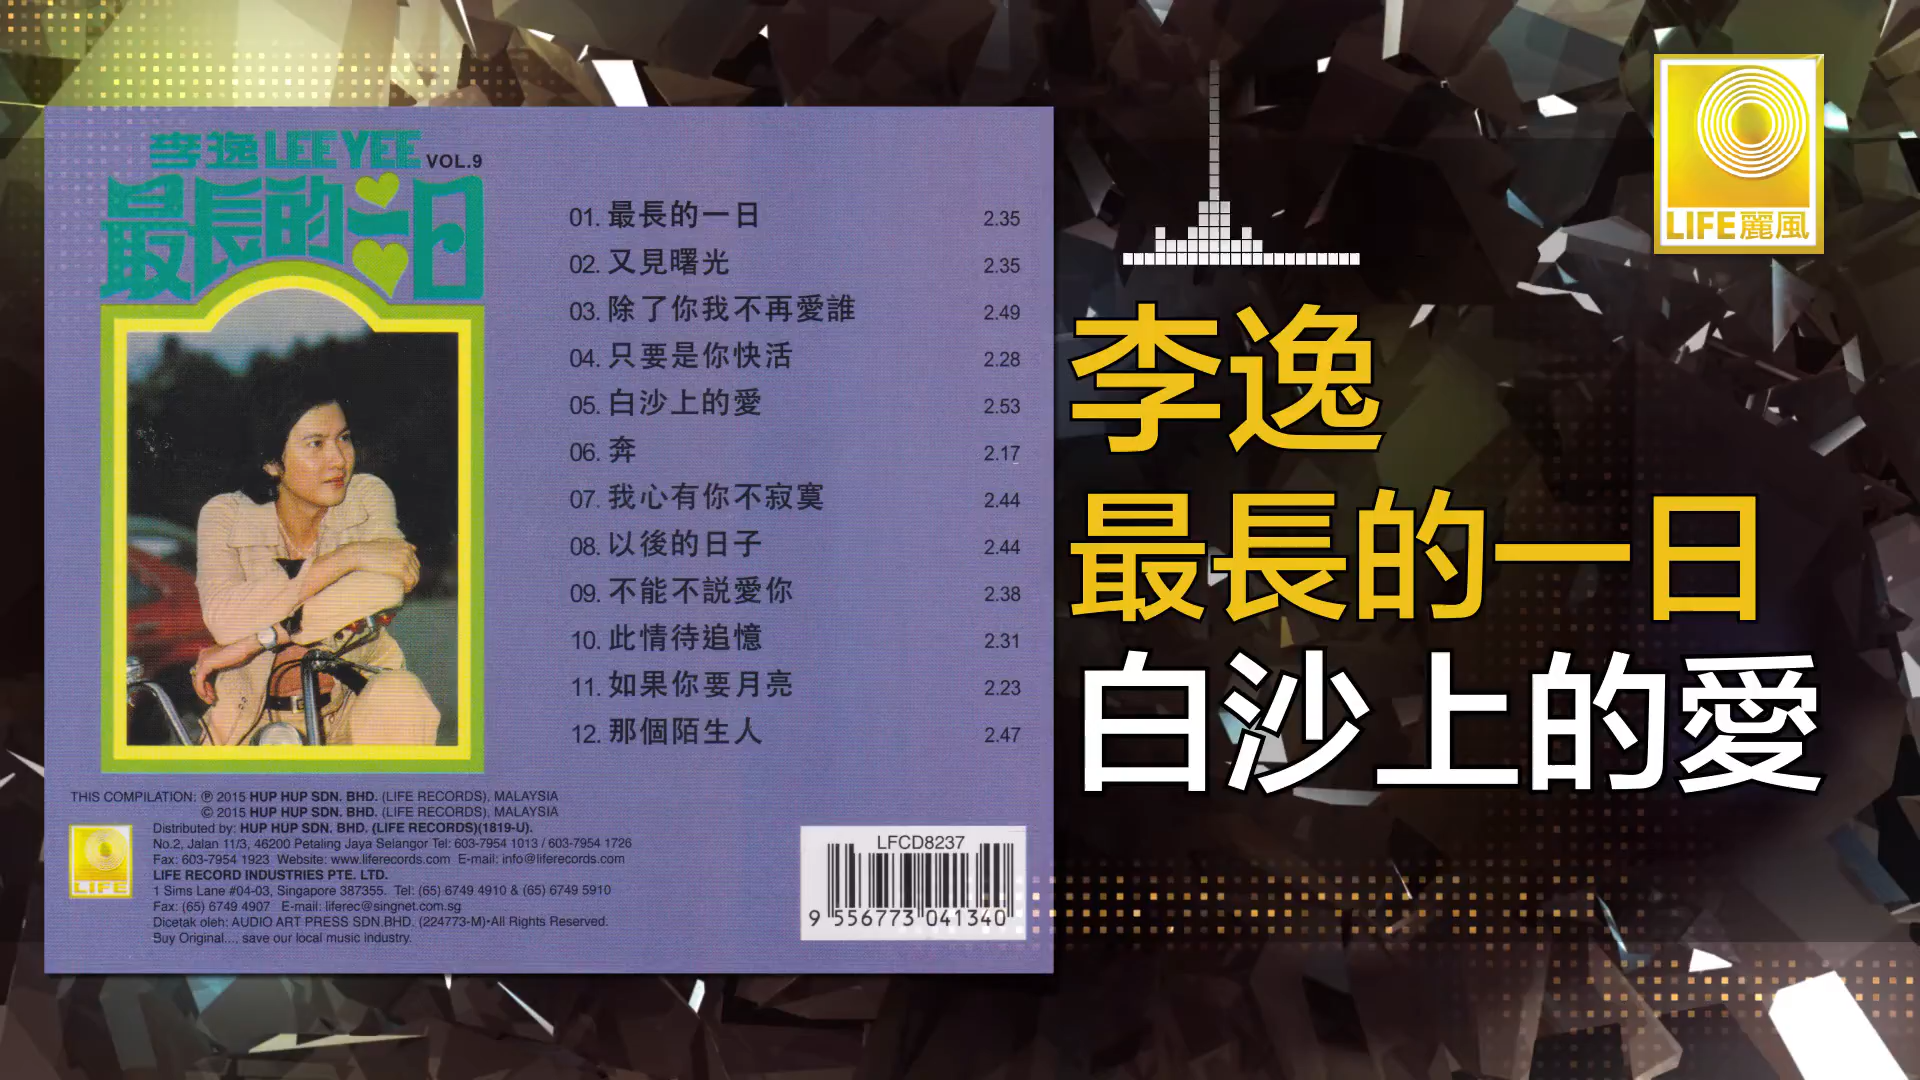 李逸 LEE YEE VOL.9
最長的一日
01. 最長的一日 2.35
02. 又見曙光 2.35
03. 除了你我不再愛誰 2.49
04. 只要是你快活 2.28
05. 白沙上的愛 2.53
06. 奔 2.17
07. 我心有你不寂寞 2.44
08. 以後的日子 2.44
09. 不能不説愛你 2.38
10. 此情待追憶 2.31
11. 如果你要月亮 2.23
12. 那個陌生人 2.47
THIS COMPILATION: ℗ 2015 HUP HUP SDN. BHD. (LIFE RECORDS), MALAYSIA
© 2015 HUP HUP SDN. BHD. (LIFE RECORDS), MALAYSIA
Distributed by: HUP HUP SDN. BHD. (LIFE RECORDS)(1819-U).
No.2, Jalan 11/3, 46200 Petaling Jaya Selangor Tel: 603-7954 1013 / 603-7954 1726
Fax: 603-7954 1923 Website: www.liferecords.com E-mail: info@liferecords.com
LIFE RECORD INDUSTRIES PTE. LTD.
1 Sims Lane #04-03, Singapore 387355. Tel: (65) 6749 4910 & (65) 6749 5910
Fax: (65) 6749 4907 E-mail: liferec@singnet.com.sg
Dicetak oleh: AUDIO ART PRESS SDN.BHD. (224773-M)•All Rights Reserved.
Buy Original..., save our local music industry.
LIFE
LFCD8237
9 556773 041340
LIFE麗風
李逸
最長的一日
白沙上的愛